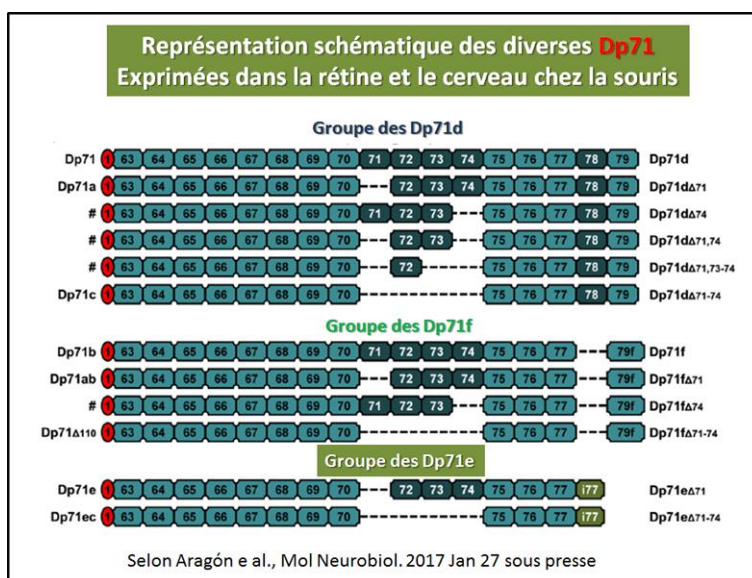 Représentation schématique des diverses Dp71
Exprimées dans la rétine et le cerveau chez la souris
Groupe des Dp71d
Dp71 1 63 64 65 66 67 68 69 70 71 72 73 74 75 76 77 78 79 Dp71d
Dp71a 1 63 64 65 66 67 68 69 70 72 73 74 75 76 77 78 79 Dp71dΔ71
# 1 63 64 65 66 67 68 69 70 71 72 73 75 76 77 78 79 Dp71dΔ74
# 1 63 64 65 66 67 68 69 70 72 73 75 76 77 78 79 Dp71dΔ71,74
# 1 63 64 65 66 67 68 69 70 72 75 76 77 78 79 Dp71dΔ71,73-74
Dp71c 1 63 64 65 66 67 68 69 70 75 76 77 78 79 Dp71dΔ71-74
Groupe des Dp71f
Dp71b 1 63 64 65 66 67 68 69 70 71 72 73 74 75 76 77 79f Dp71f
Dp71ab 1 63 64 65 66 67 68 69 70 72 73 74 75 76 77 79f Dp71fΔ71
# 1 63 64 65 66 67 68 69 70 71 72 73 75 76 77 79f Dp71fΔ74
Dp71Δ110 1 63 64 65 66 67 68 69 70 75 76 77 79f Dp71fΔ71-74
Groupe des Dp71e
Dp71e 1 63 64 65 66 67 68 69 70 72 73 74 75 76 77 i77 Dp71eΔ71
Dp71ec 1 63 64 65 66 67 68 69 70 75 76 77 i77 Dp71eΔ71-74
Selon Aragón e al., Mol Neurobiol. 2017 Jan 27 sous presse